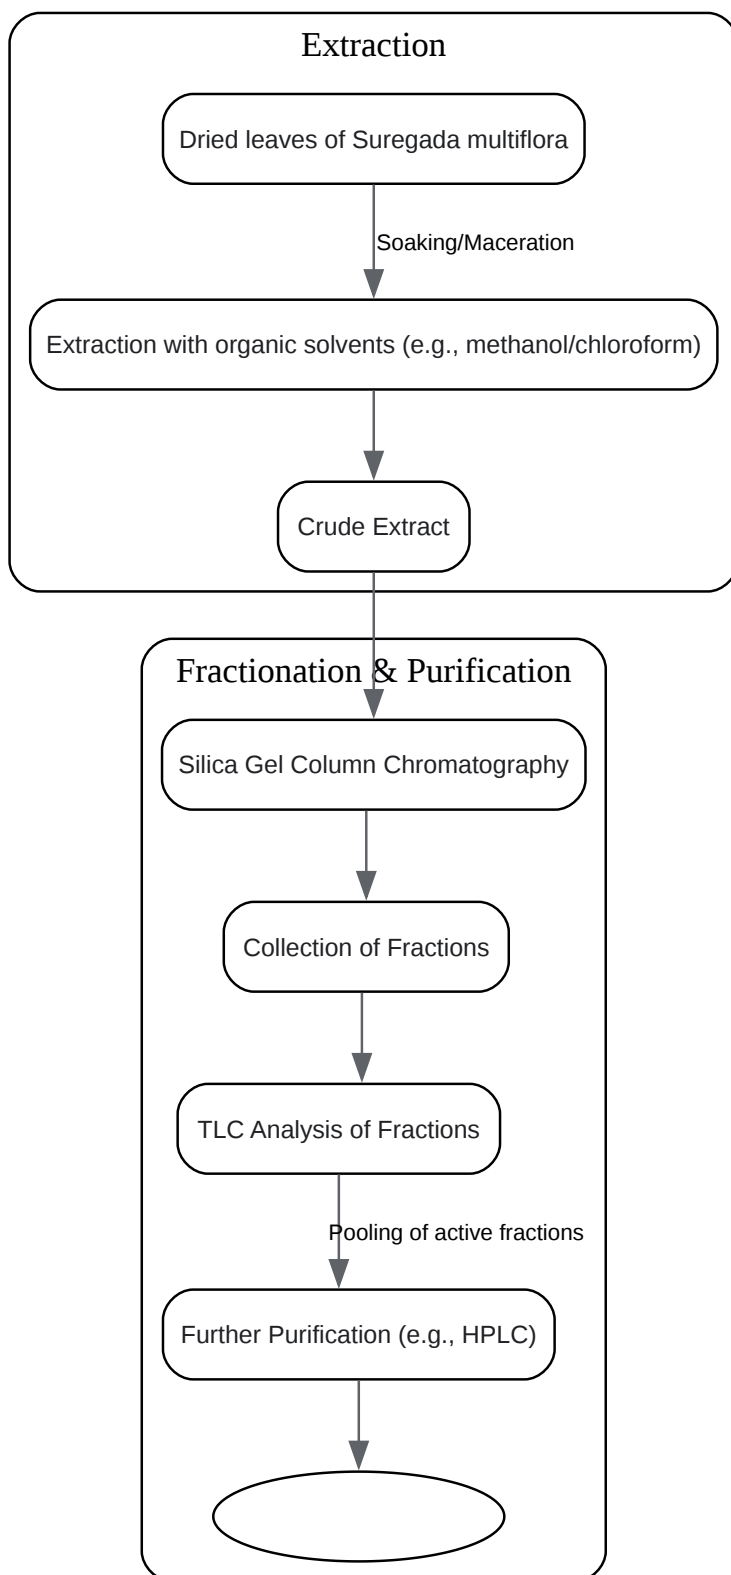 Extraction
Dried leaves of Suregada multiflora
Soaking/Maceration
Extraction with organic solvents (e.g., methanol/chloroform)
Crude Extract
Fractionation & Purification
Silica Gel Column Chromatography
Collection of Fractions
TLC Analysis of Fractions
Pooling of active fractions
Further Purification (e.g., HPLC)